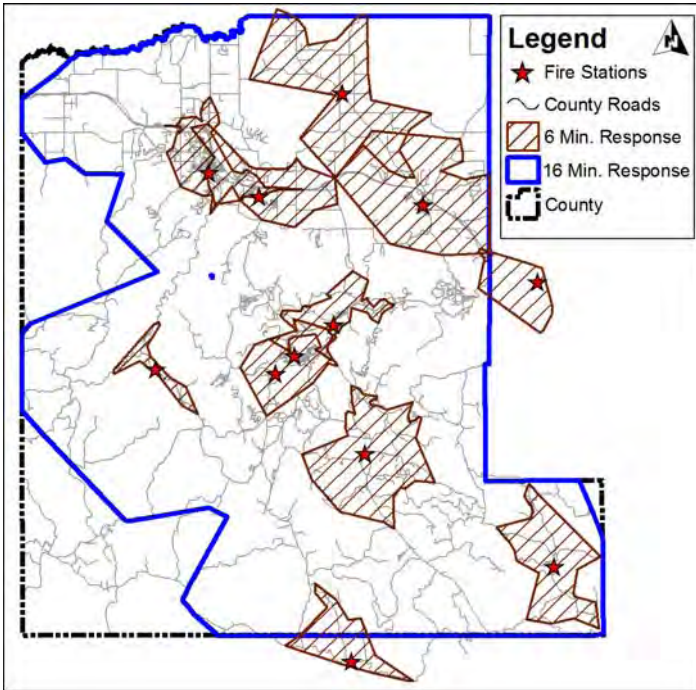 Legend
N
Fire Stations
County Roads
6 Min. Response
16 Min. Response
County